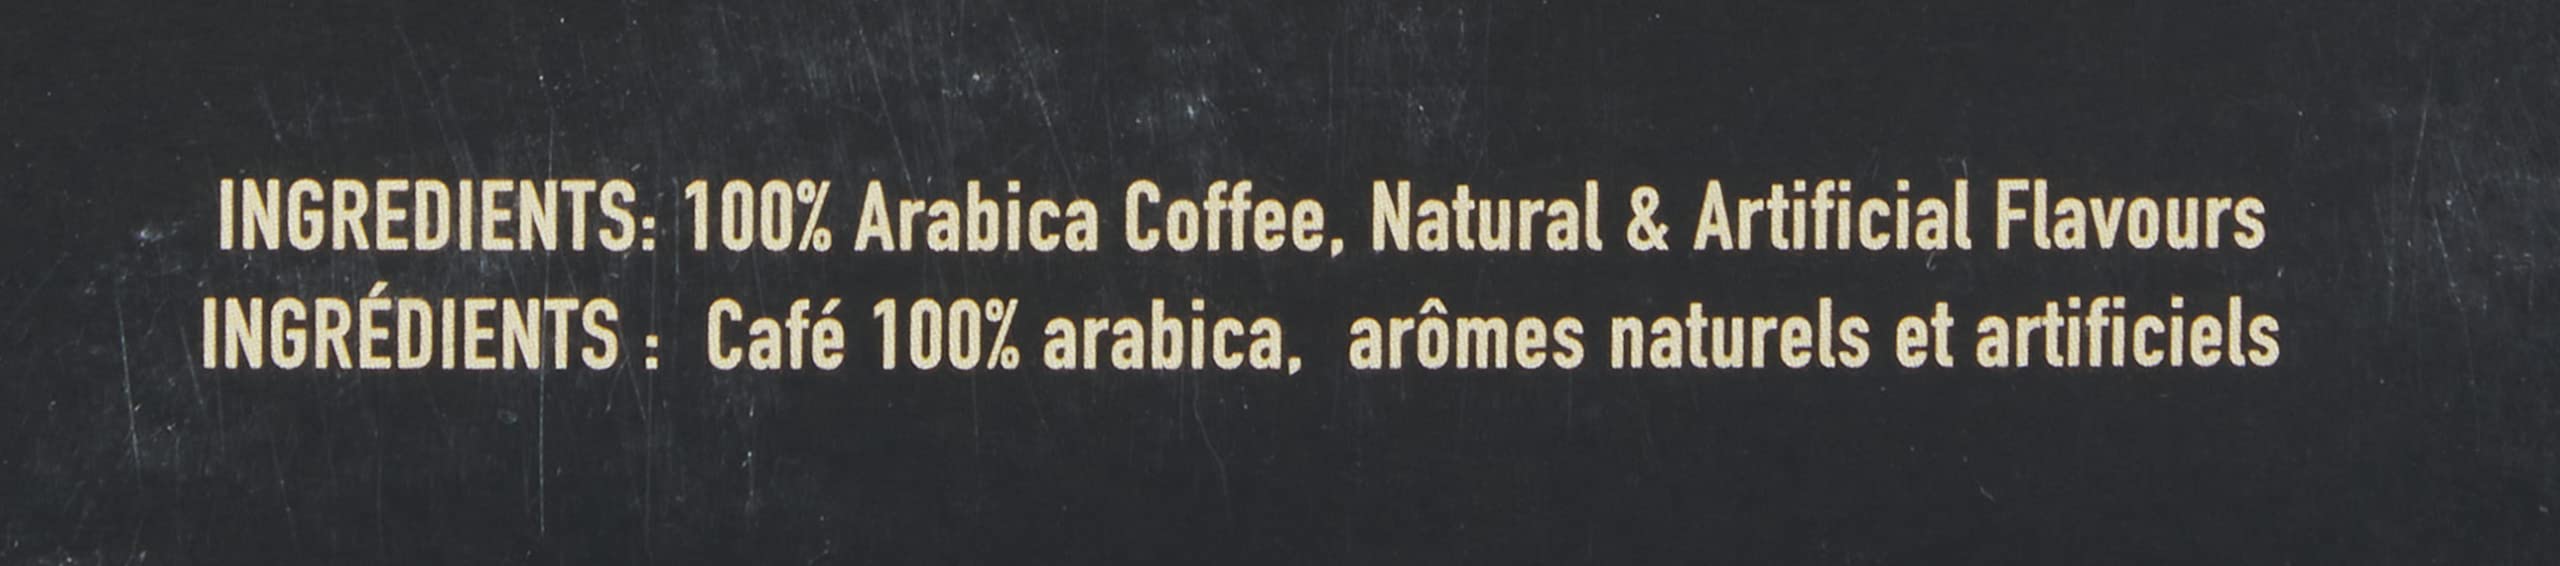 INGREDIENTS: 100% Arabica Coffee, Natural & Artificial Flavours
INGRÉDIENTS : Café 100% arabica, arômes naturels et artificiels